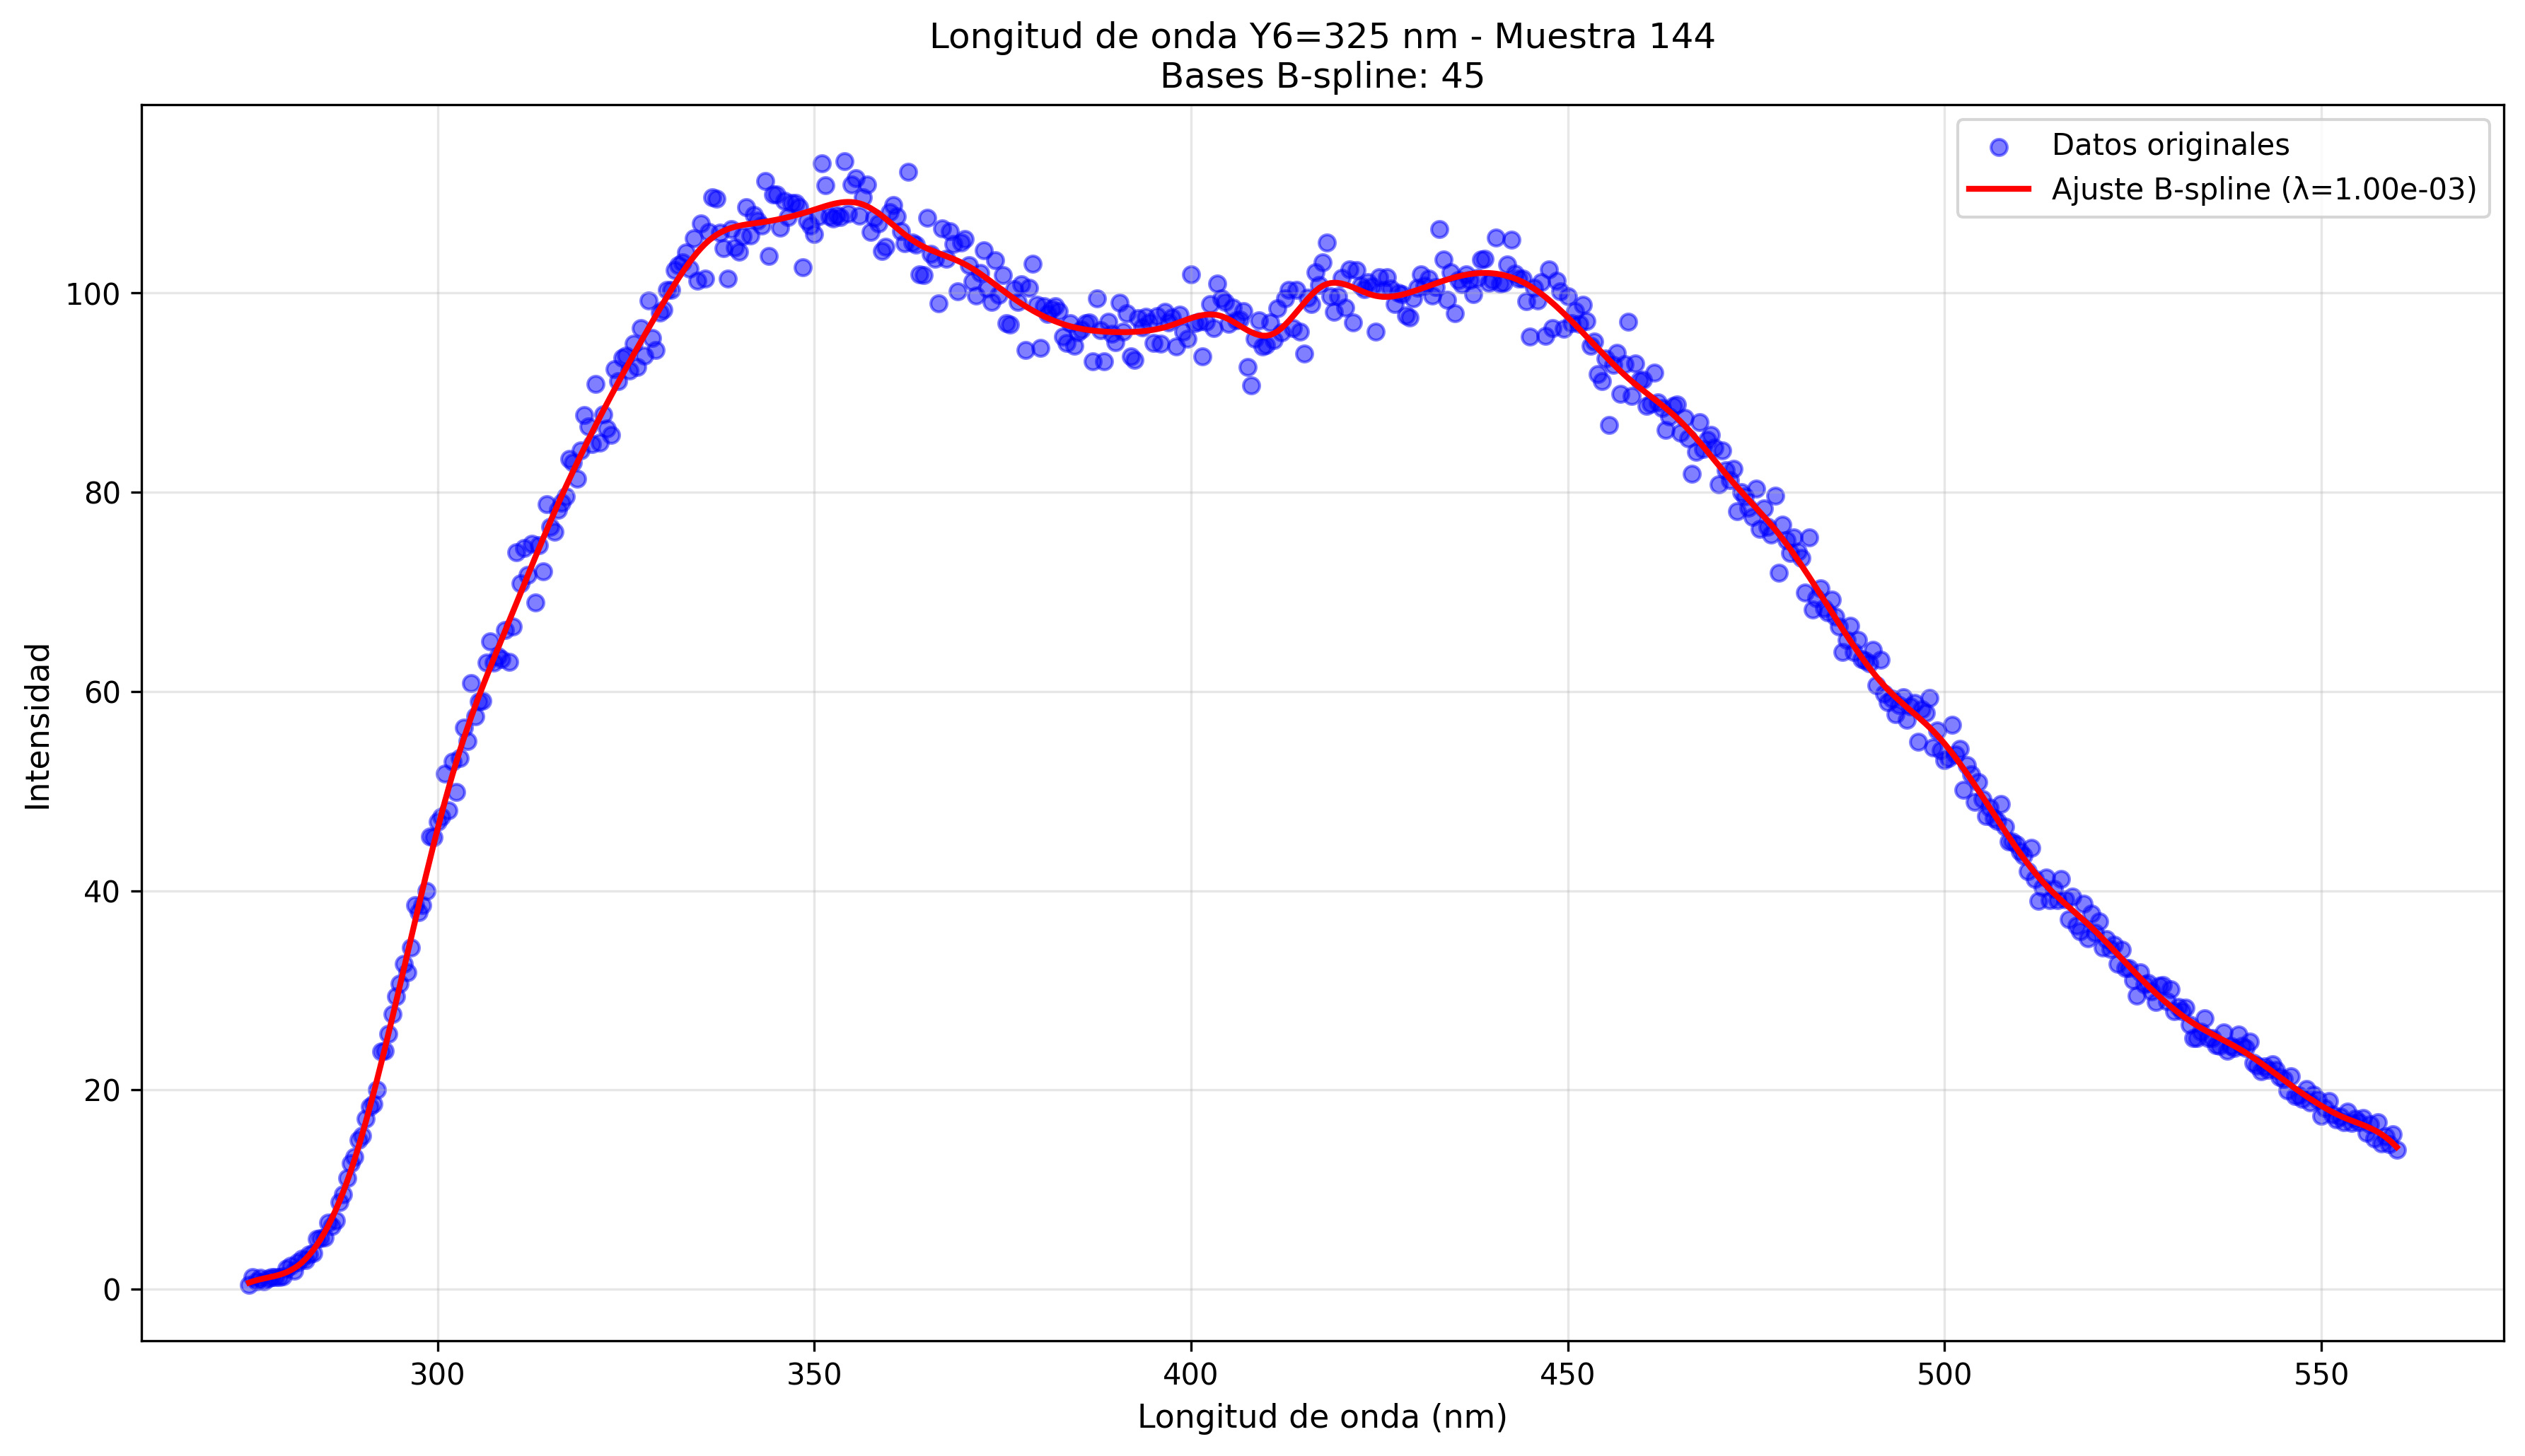 Longitud de onda Y6=325 nm - Muestra 144
Bases B-spline: 45
Datos originales
Ajuste B-spline (λ=1.00e-03)
Intensidad
100
80
60
40
20
0
300 350 400 450 500 550
Longitud de onda (nm)